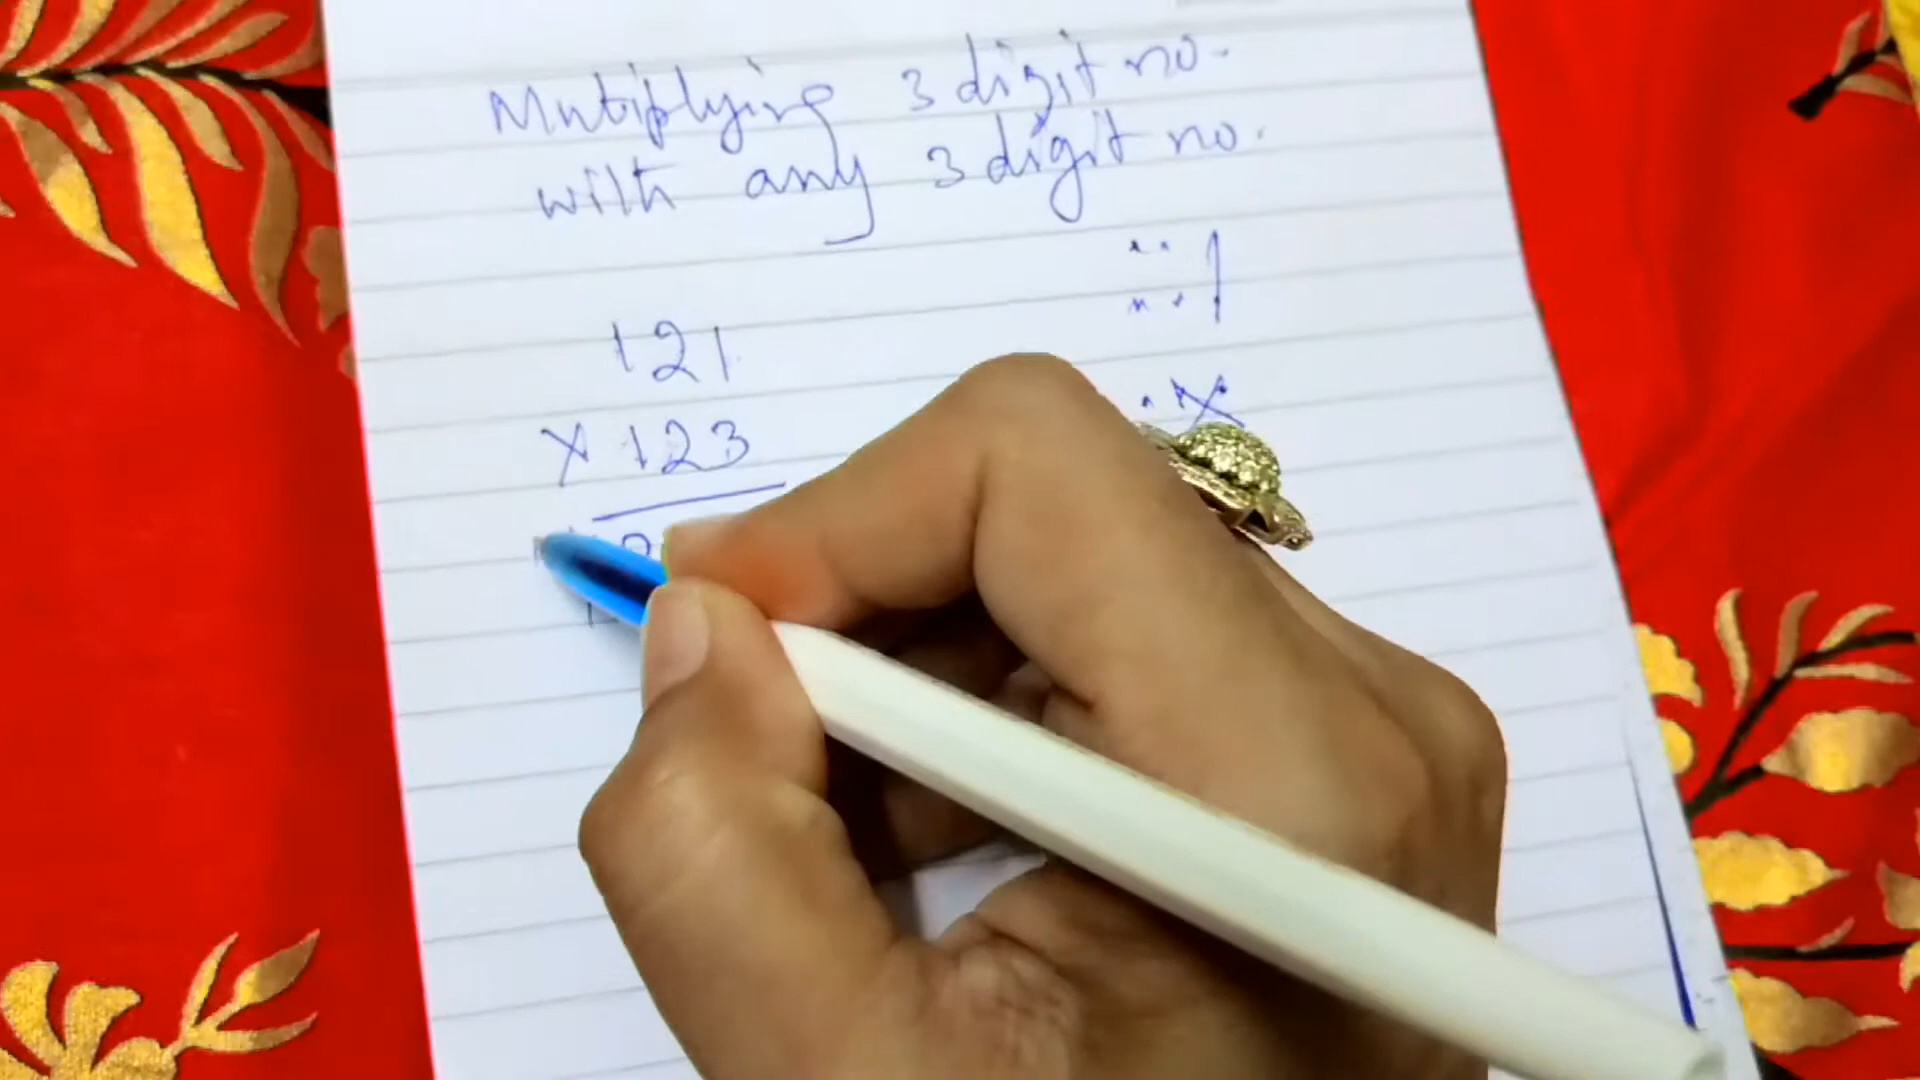 Mutiplying 3 digit no.
with any 3 digit no.
121
X 123